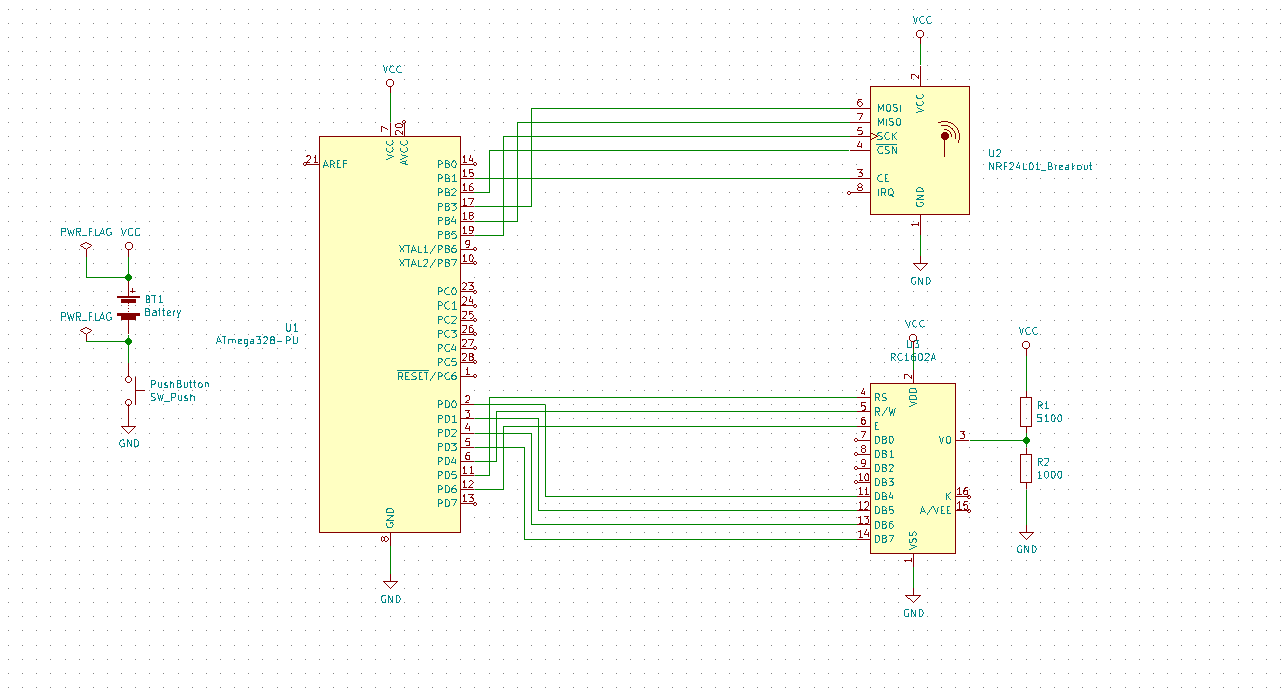 PWR_FLAG
VCC
+
BT1
Battery
PWR_FLAG
PushButton
SW_Push
GND
VCC
7
20
VCC
AVCC
21
AREF
U1
ATmega328-PU
PB0
14
PB1
15
PB2
16
PB3
17
PB4
18
PB5
19
XTAL1/PB6
9
XTAL2/PB7
10
PC0
23
PC1
24
PC2
25
PC3
26
PC4
27
PC5
28
RESET/PC6
1
PD0
2
PD1
3
PD2
4
PD3
5
PD4
6
PD5
11
PD6
12
PD7
13
GND
8
GND
VCC
2
VCC
6
MOSI
7
MISO
5
SCK
4
CSN
3
CE
8
IRQ
GND
1
GND
U2
NRF24L01_Breakout
VCC
U3
RC1602A
2
VDD
4
RS
5
R/W
6
E
7
DB0
8
DB1
9
DB2
10
DB3
11
DB4
12
DB5
13
DB6
14
DB7
VO
3
K
16
A/VEE
15
VSS
1
GND
VCC
R1
5100
R2
1000
GND